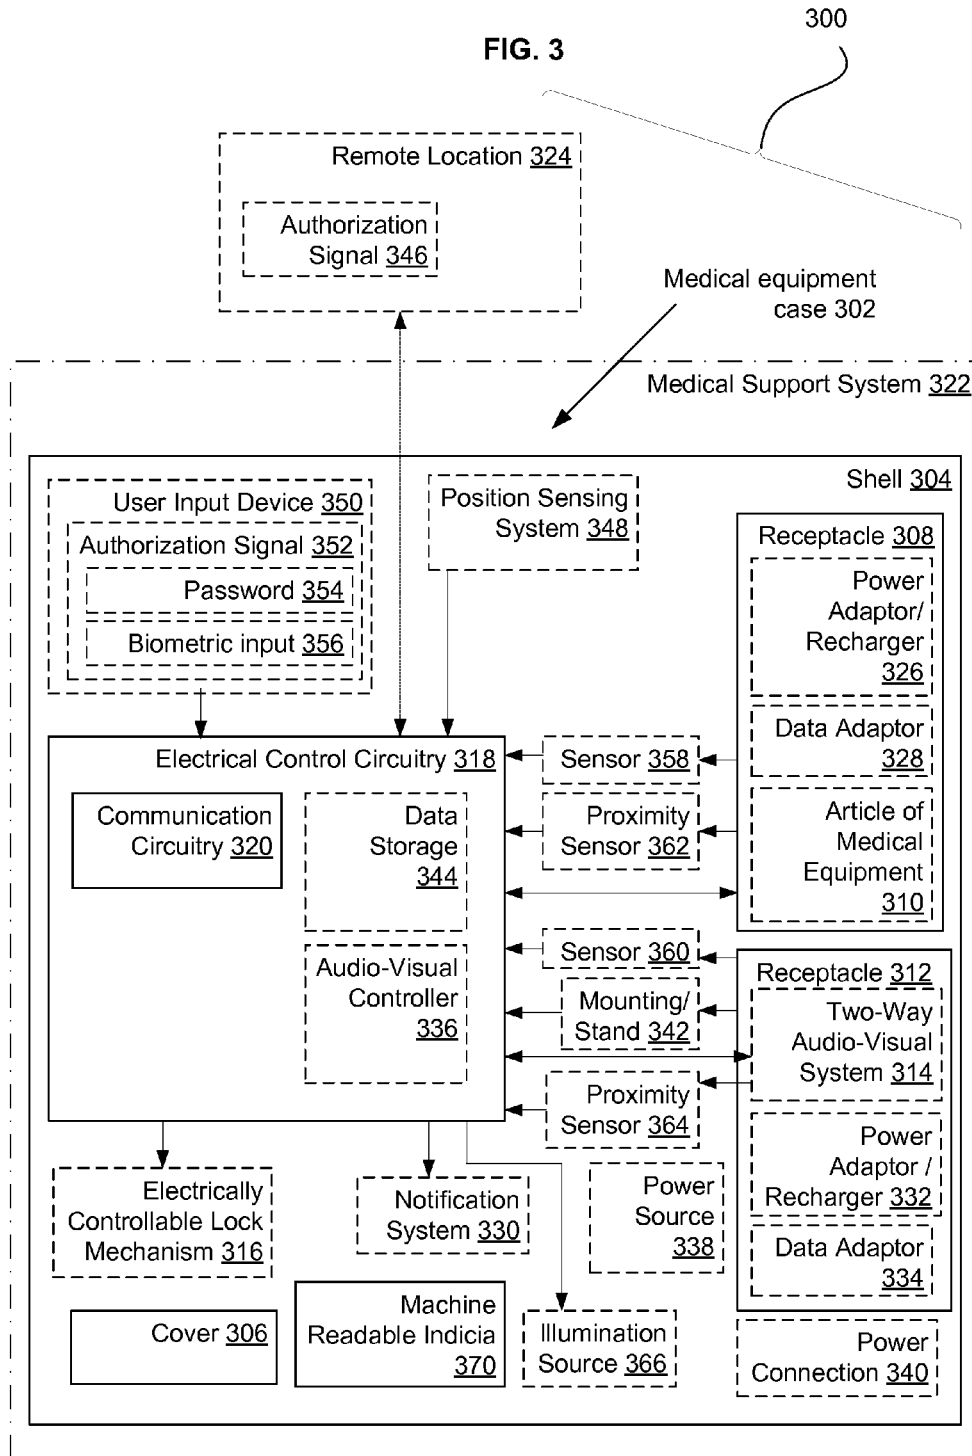 300
FIG. 3
Remote Location 324
Authorization
Signal 346
Medical equipment
case 302
Medical Support System 322
Shell 304
User Input Device 350
Authorization Signal 352
Password 354
Biometric input 356
Position Sensing
System 348
Receptacle 308
Power
Adaptor/
Recharger
326
Data Adaptor
328
Article of
Medical
Equipment
310
Electrical Control Circuitry 318
Communication
Circuitry 320
Data
Storage
344
Audio-Visual
Controller
336
Sensor 358
Proximity
Sensor 362
Sensor 360
Mounting/
Stand 342
Proximity
Sensor 364
Receptacle 312
Two-Way
Audio-Visual
System 314
Power
Adaptor /
Recharger 332
Data Adaptor
334
Electrically
Controllable Lock
Mechanism 316
Notification
System 330
Power
Source
338
Cover 306
Machine
Readable Indicia
370
Illumination
Source 366
Power
Connection 340